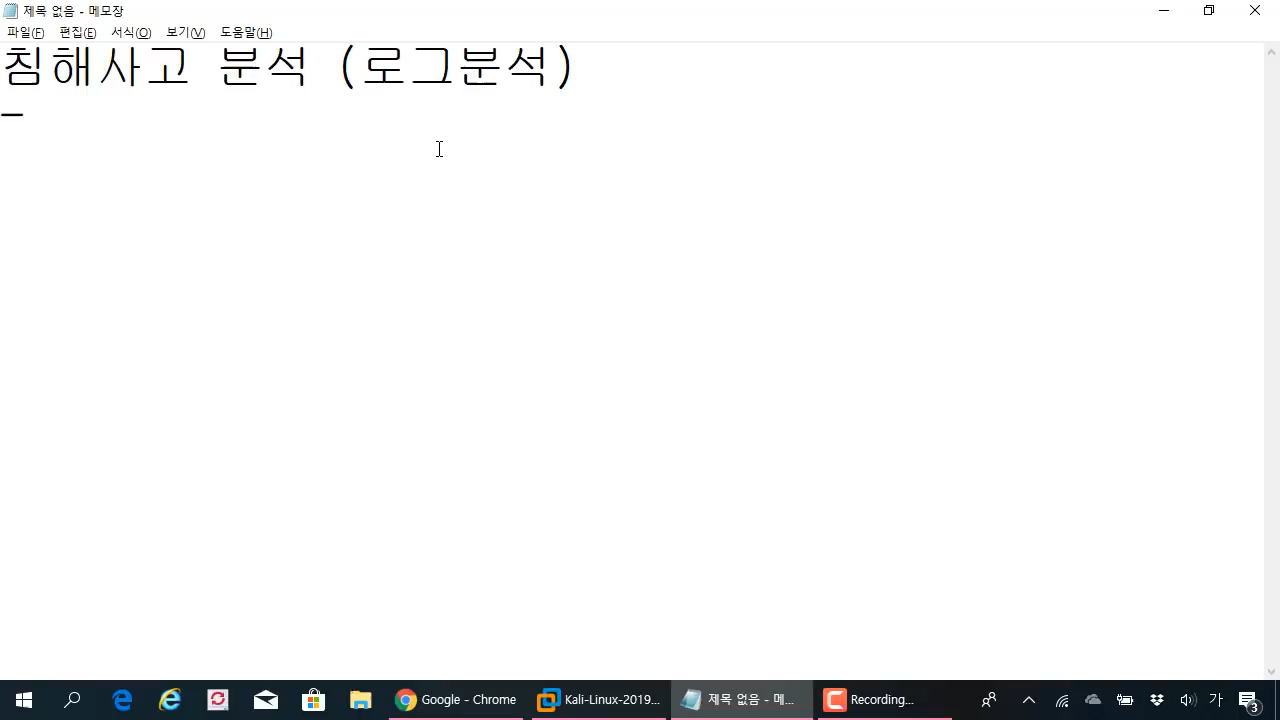 제목 없음 - 메모장
파일(F) 편집(E) 서식(O) 보기(V) 도움말(H)
침해사고 분석 (로그분석)
Google - Chrome
Kali-Linux-2019...
제목 없음 - 메...
Recording...
가
3